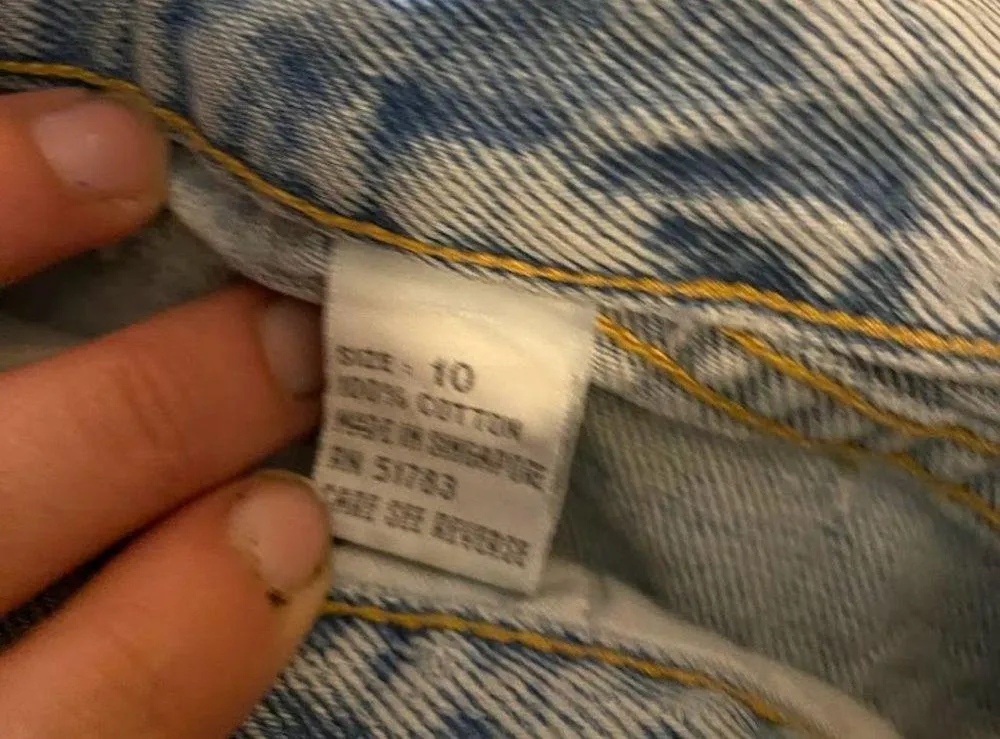 SIZE : 10
100% COTTON
MADE IN SINGAPORE
RN 51783
CARE SEE REVERSE